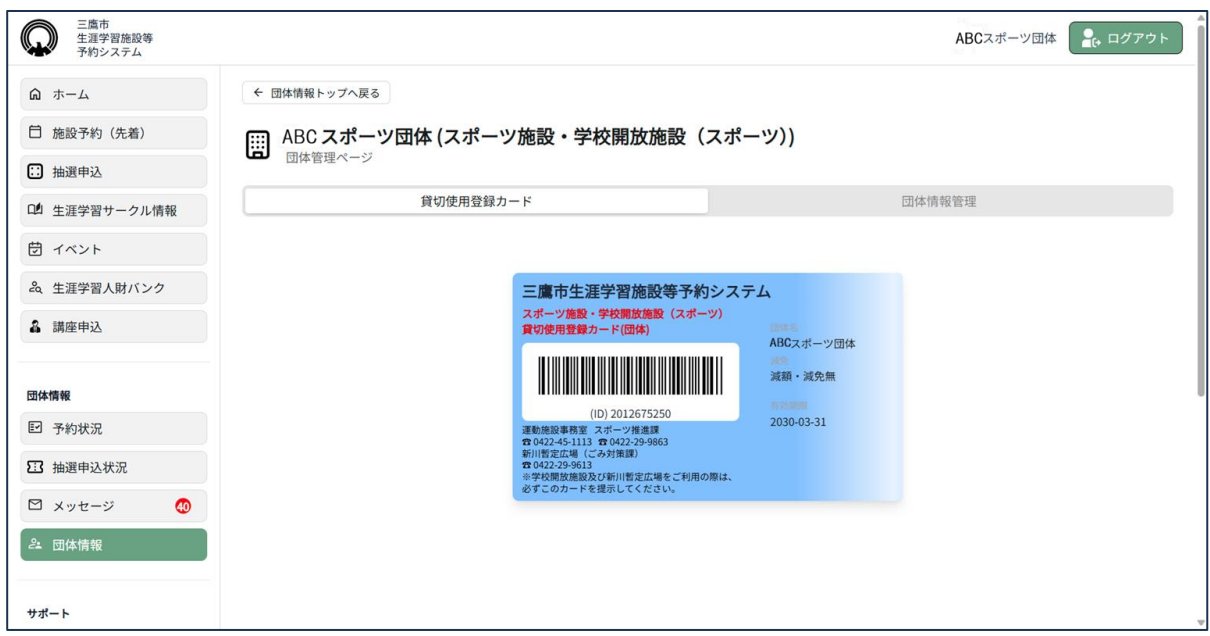 三鷹市
生涯学習施設等
予約システム
ABCスポーツ団体
ログアウト
ホーム
施設予約（先着）
抽選申込
生涯学習サークル情報
イベント
生涯学習人財バンク
講座申込
団体情報
予約状況
抽選申込状況
メッセージ 40
団体情報
サポート
← 団体情報トップへ戻る
ABC スポーツ団体 (スポーツ施設・学校開放施設（スポーツ）)
団体管理ページ
貸切使用登録カード
団体情報管理
三鷹市生涯学習施設等予約システム
スポーツ施設・学校開放施設（スポーツ）
貸切使用登録カード(団体)
(ID) 2012675250
運動施設事務室 スポーツ推進課
☎ 0422-45-1113 ☎ 0422-29-9863
新川暫定広場（ごみ対策課）
☎ 0422-29-9613
※学校開放施設及び新川暫定広場をご利用の際は、
必ずこのカードを提示してください。
団体名
ABCスポーツ団体
減免
減額・減免無
有効期限
2030-03-31